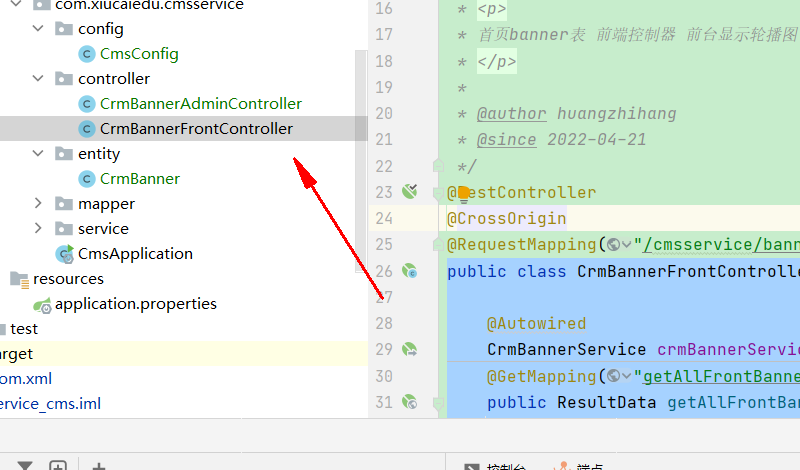 com.xiucaiedu.cmsservice
config
CmsConfig
controller
CrmBannerAdminController
CrmBannerFrontController
entity
CrmBanner
mapper
service
CmsApplication
resources
application.properties
test
arget
om.xml
ervice_cms.iml
16 * <p>
17 * 首页banner表 前端控制器 前台显示轮播图
18 * </p>
19 *
20 * @author huangzhihang
21 * @since 2022-04-21
22 */
23 @RestController
24 @CrossOrigin
25 @RequestMapping("/cmsservice/bann
26 public class CrmBannerFrontControlle
27
28 @Autowired
29 CrmBannerService crmBannerServi
30 @GetMapping("getAllFrontBanne
31 public ResultData getAllFrontBan
控制台
端点